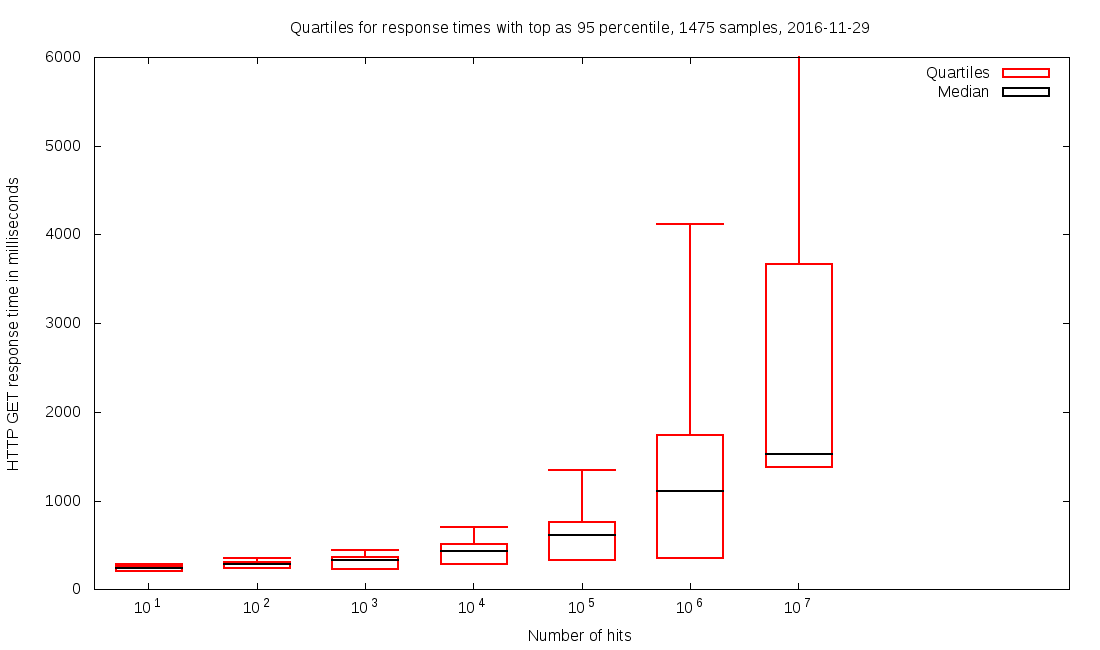 Quartiles for response times with top as 95 percentile, 1475 samples, 2016-11-29
Quartiles
Median
HTTP GET response time in milliseconds
6000
5000
4000
3000
2000
1000
0
10^1 10^2 10^3 10^4 10^5 10^6 10^7
Number of hits